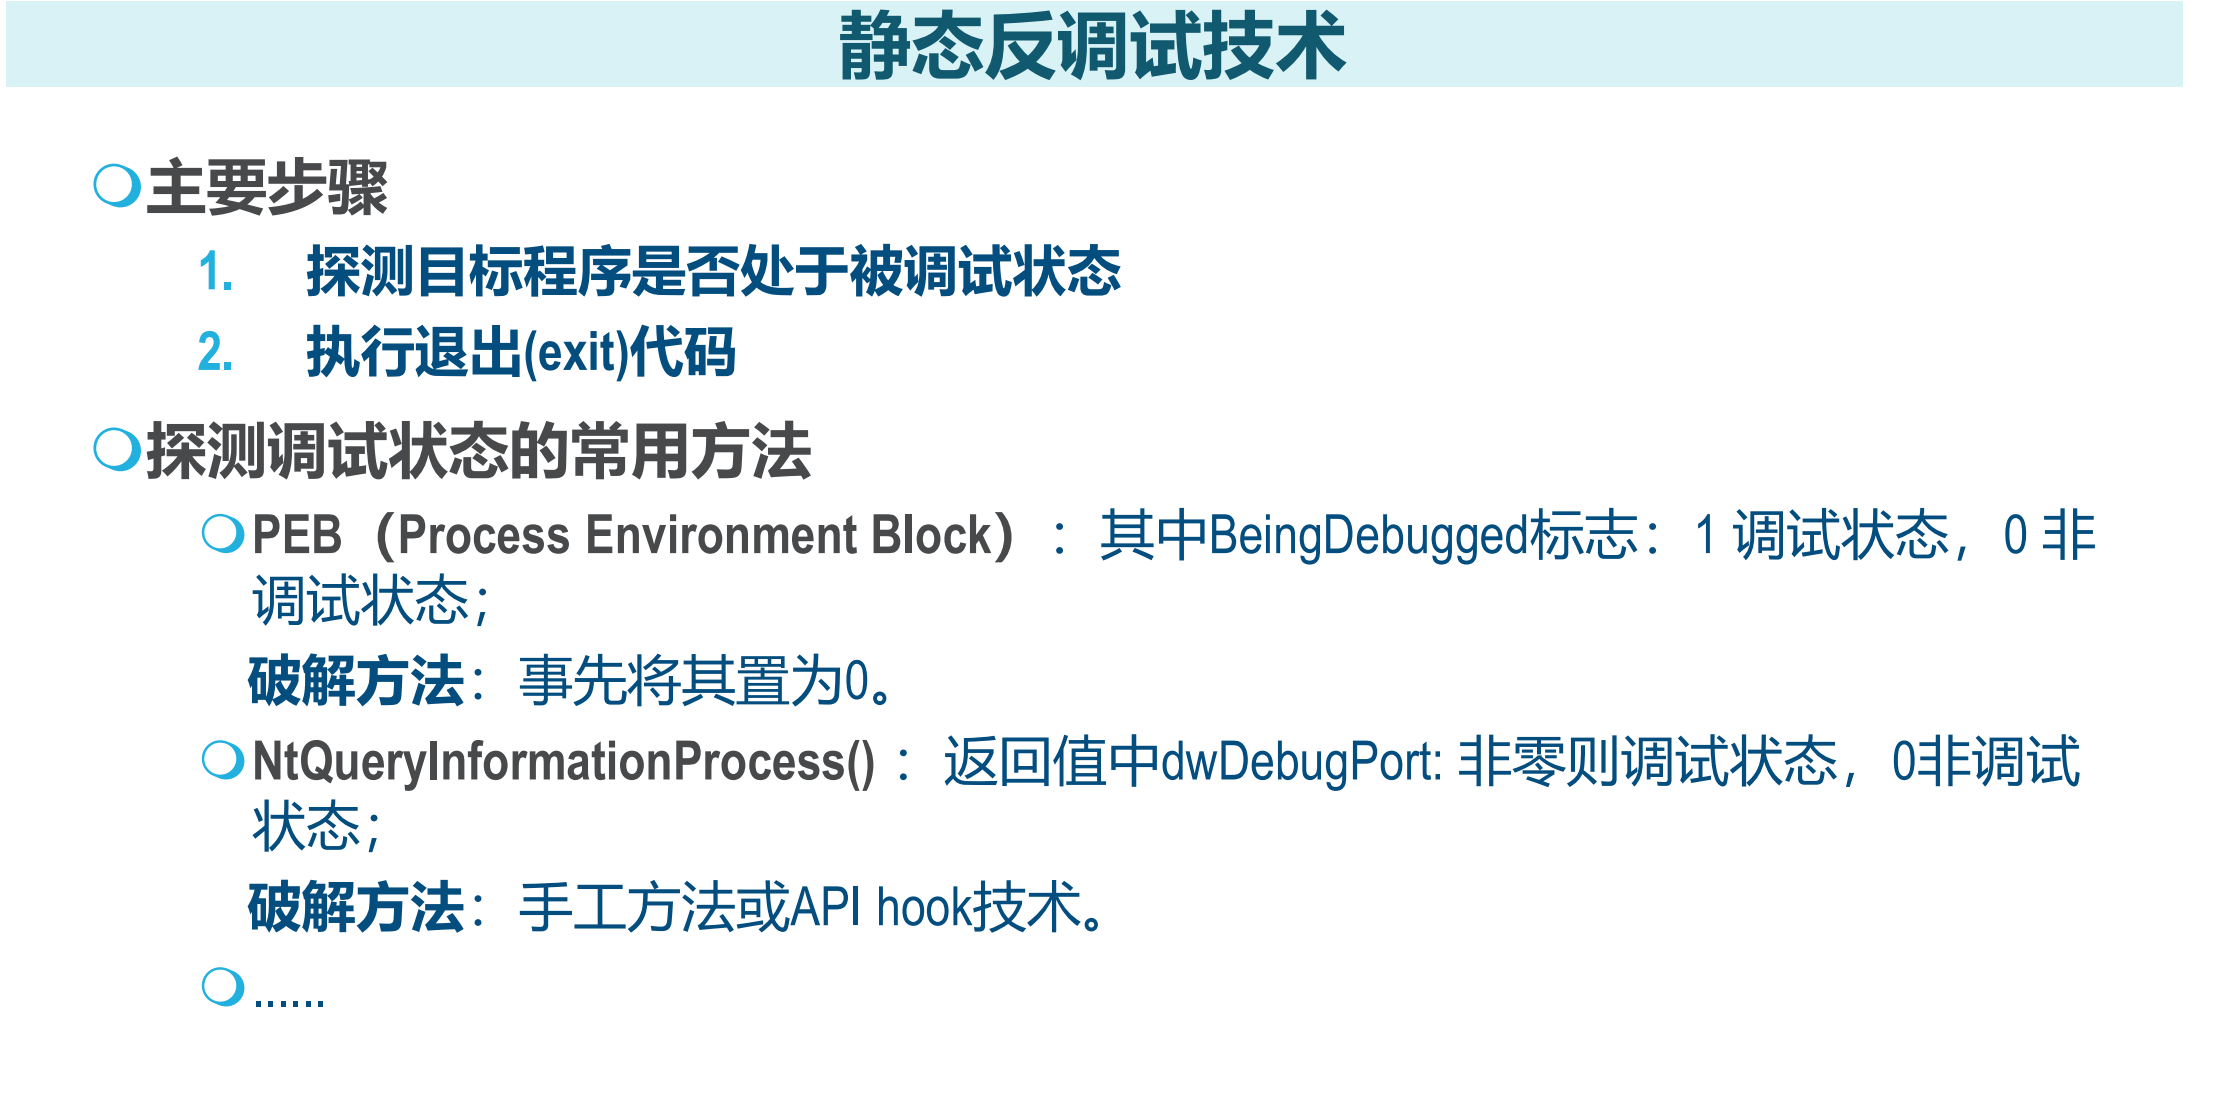 静态反调试技术
主要步骤
1. 探测目标程序是否处于被调试状态
2. 执行退出(exit)代码
探测调试状态的常用方法
PEB（Process Environment Block）：其中BeingDebugged标志：1 调试状态，0 非
调试状态；
破解方法：事先将其置为0。
NtQueryInformationProcess()：返回值中dwDebugPort: 非零则调试状态，0非调试
状态；
破解方法：手工方法或API hook技术。
......